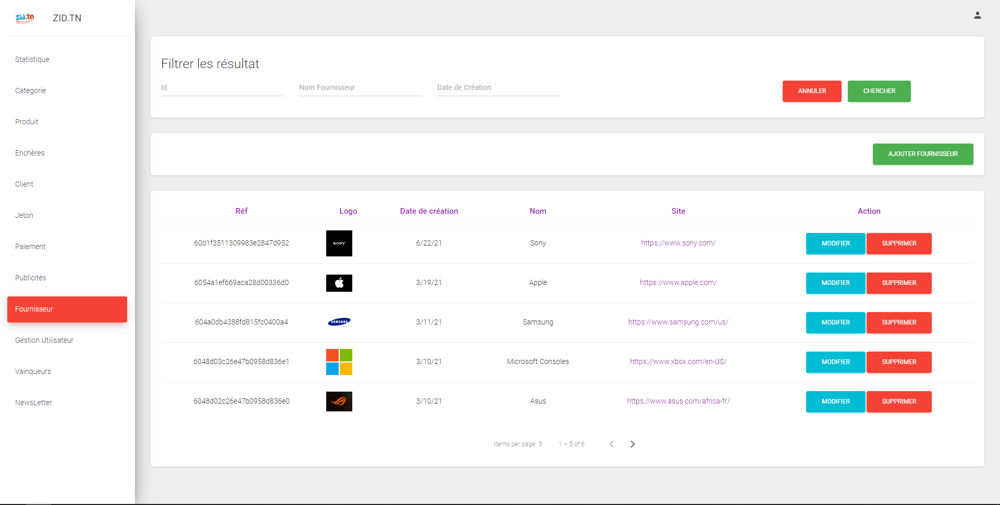 Zid.tn ZID.TN
Statistique
Categorie
Produit
Enchères
Client
Jeton
Paiement
Publicités
Fournisseur
Gestion Utilisateur
Vainqueurs
NewsLetter
Filtrer les résultat
Id Nom Fournisseur Date de Création ANNULER CHERCHER
AJOUTER FOURNISSEUR
Réf Logo Date de création Nom Site Action
60d1f3511309983e2847d952 SONY 6/22/21 Sony https://www.sony.com/ MODIFIER SUPPRIMER
6054a1ef669aca28d00336d0 3/19/21 Apple https://www.apple.com/ MODIFIER SUPPRIMER
604a0db4388fd815fc0400a4 SAMSUNG 3/11/21 Samsung https://www.samsung.com/us/ MODIFIER SUPPRIMER
6048d03c26e47b0958d836e1 3/10/21 Microsoft Consoles https://www.xbox.com/en-US/ MODIFIER SUPPRIMER
6048d02c26e47b0958d836e0 3/10/21 Asus https://www.asus.com/africa-fr/ MODIFIER SUPPRIMER
Items per page: 5 1 – 5 of 6